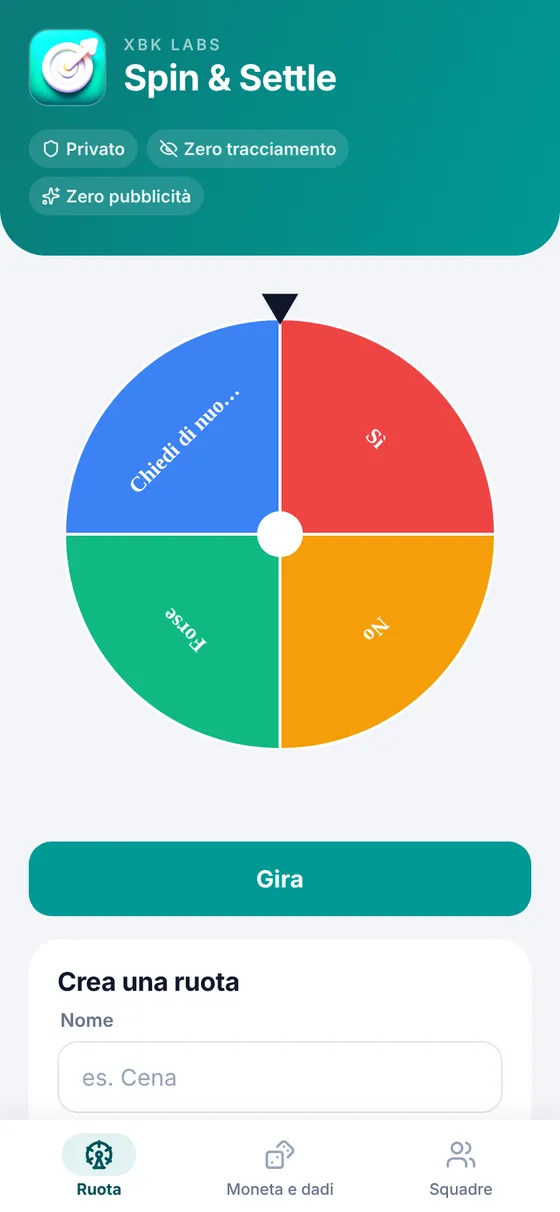 XBK LABS
Spin & Settle
Privato
Zero tracciamento
Zero pubblicità
Chiedi di nuo…
Sì
Forse
No
Gira
Crea una ruota
Nome
es. Cena
Ruota
Moneta e dadi
Squadre